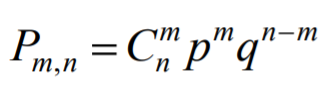 P_{m,n} = C_n^m p^m q^{n-m}